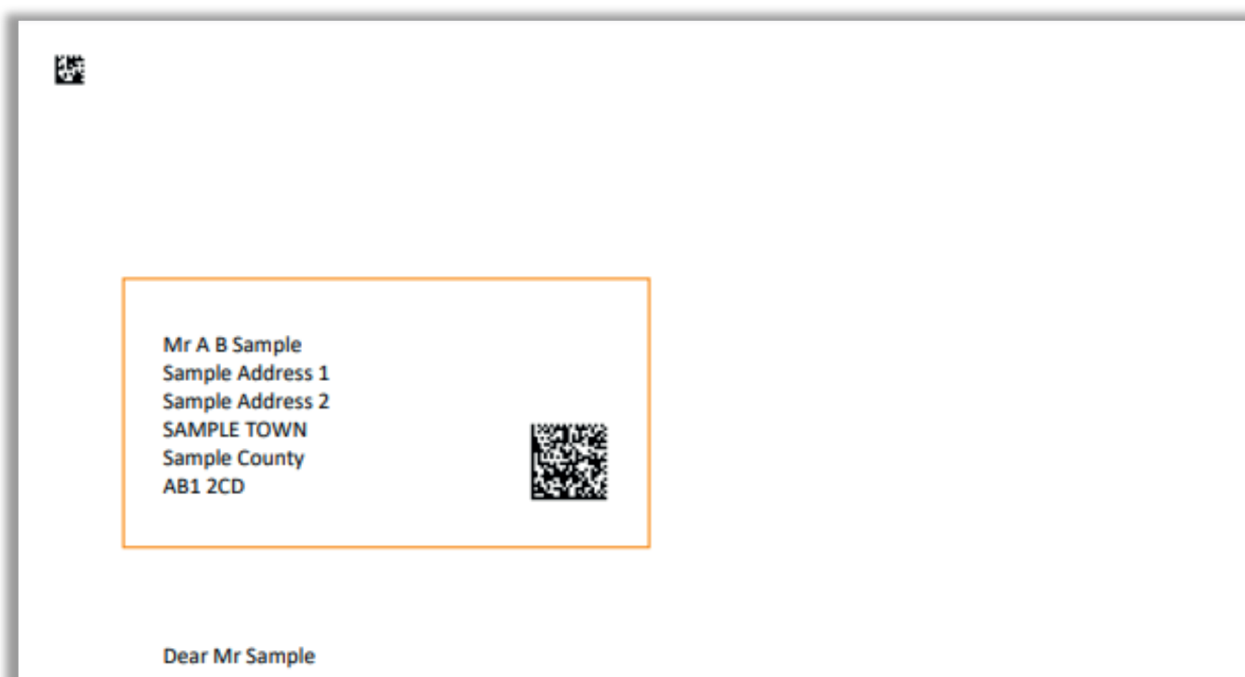 Mr A B Sample
Sample Address 1
Sample Address 2
SAMPLE TOWN
Sample County
AB1 2CD
Dear Mr Sample